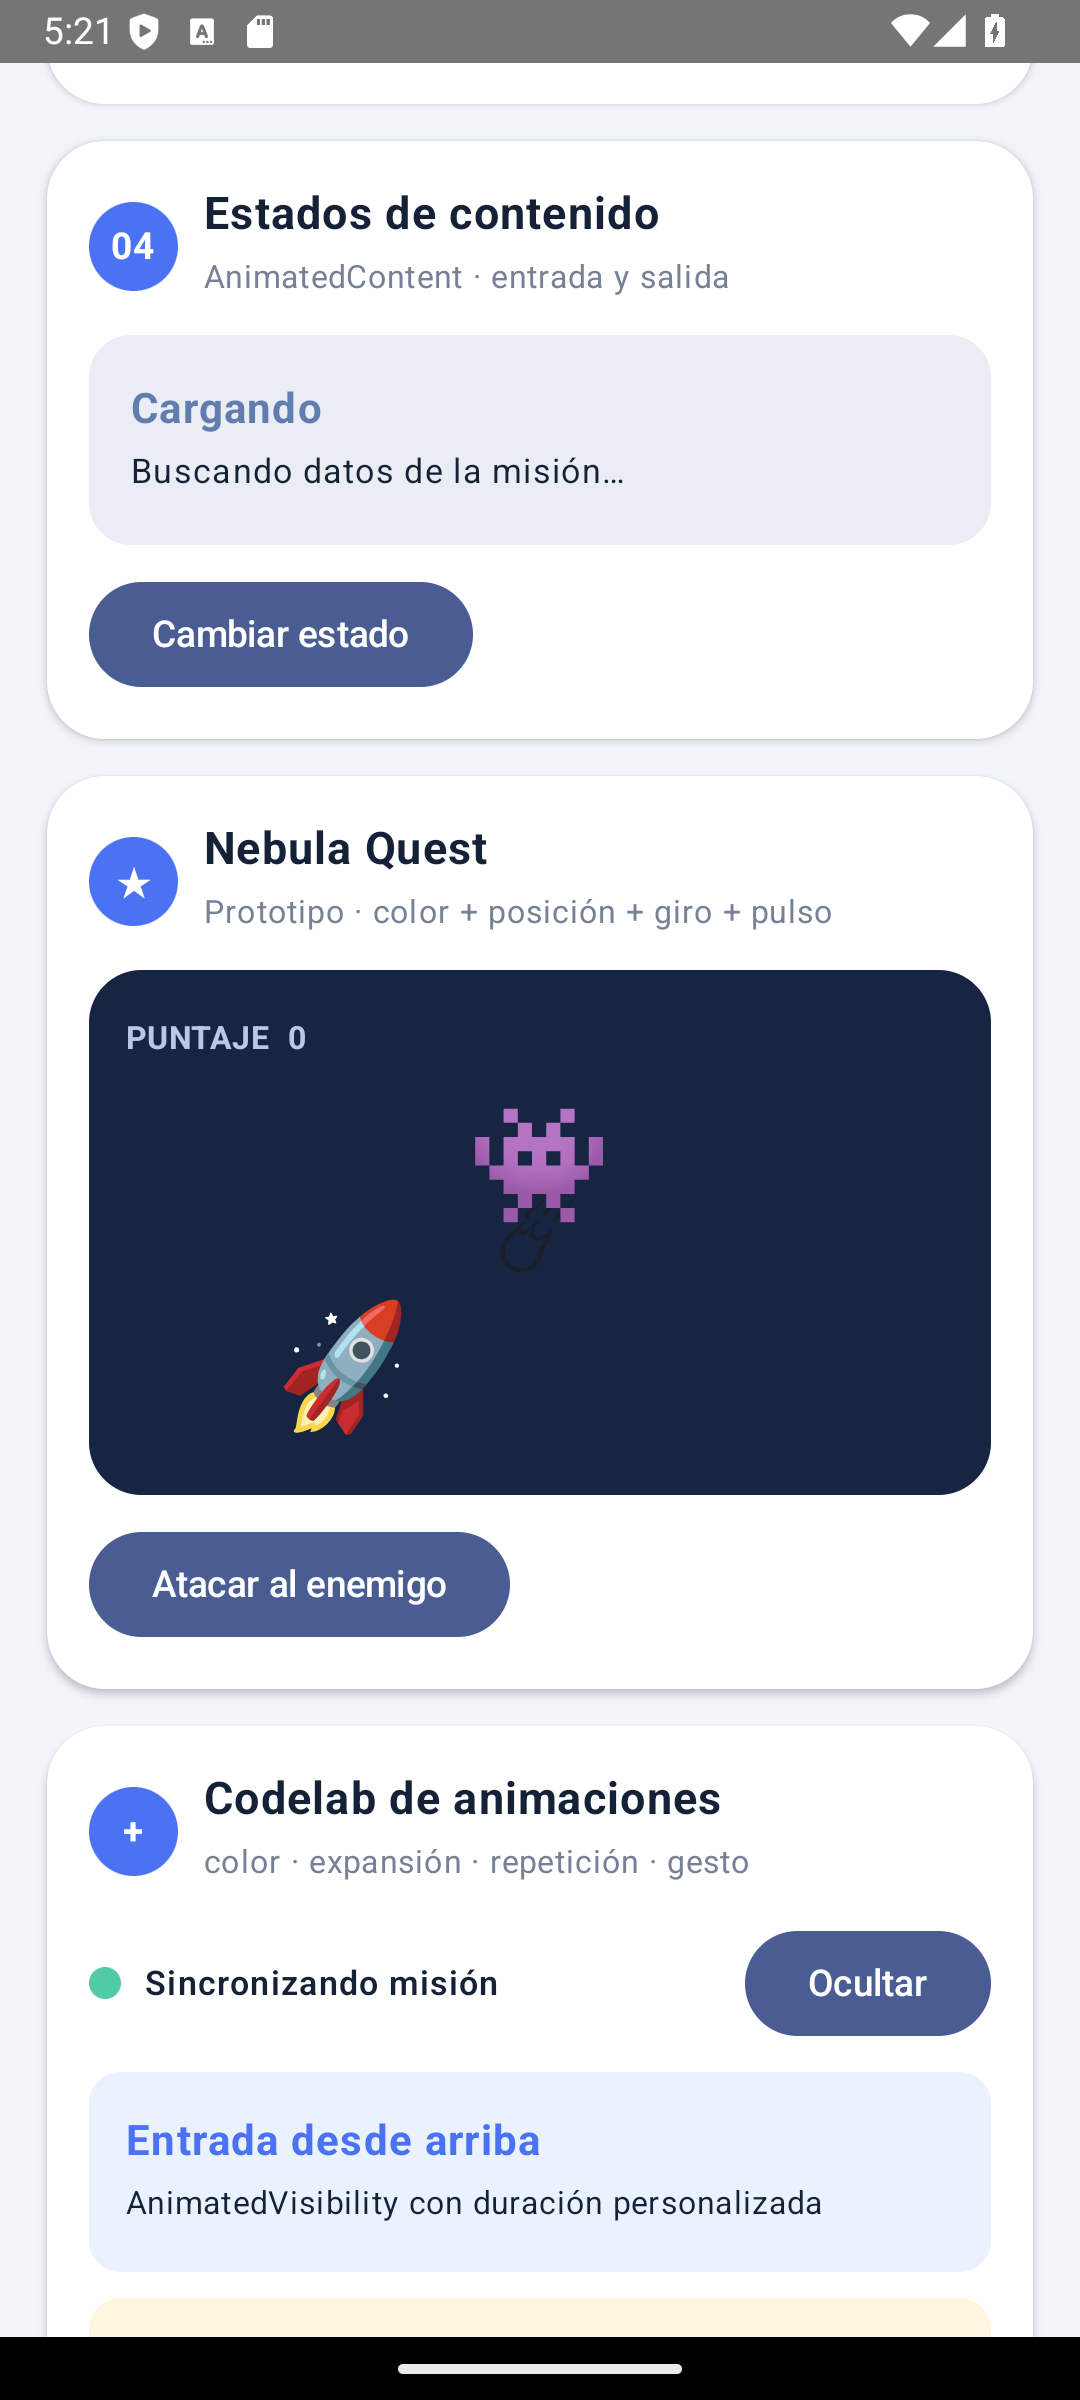 5:21
04
Estados de contenido
AnimatedContent · entrada y salida
Cargando
Buscando datos de la misión…
Cambiar estado
★
Nebula Quest
Prototipo · color + posición + giro + pulso
PUNTAJE 0
Atacar al enemigo
+
Codelab de animaciones
color · expansión · repetición · gesto
Sincronizando misión
Ocultar
Entrada desde arriba
AnimatedVisibility con duración personalizada